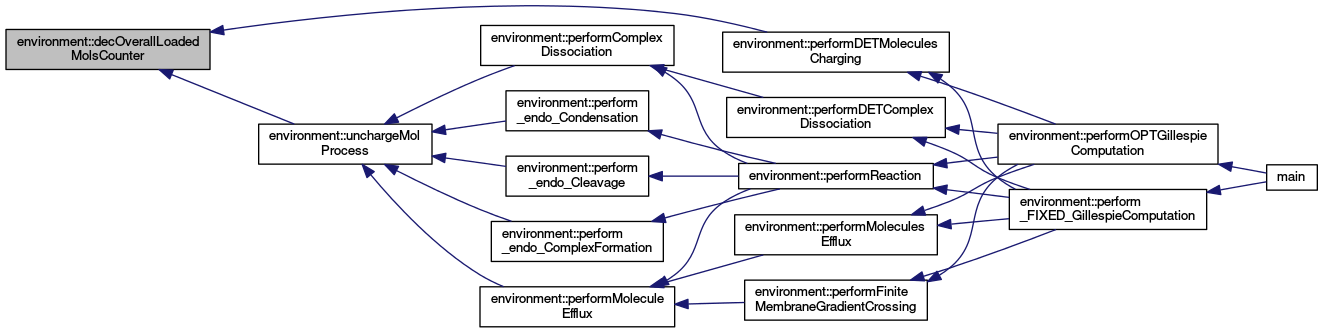 environment::decOverallLoaded
MolsCounter
environment::unchargeMol
Process
environment::performComplex
Dissociation
environment::perform
_endo_Condensation
environment::perform
_endo_Cleavage
environment::perform
_endo_ComplexFormation
environment::performMolecule
Efflux
environment::performDETMolecules
Charging
environment::performDETComplex
Dissociation
environment::performReaction
environment::performMolecules
Efflux
environment::performFinite
MembraneGradientCrossing
environment::performOPTGillespie
Computation
environment::perform
_FIXED_GillespieComputation
main